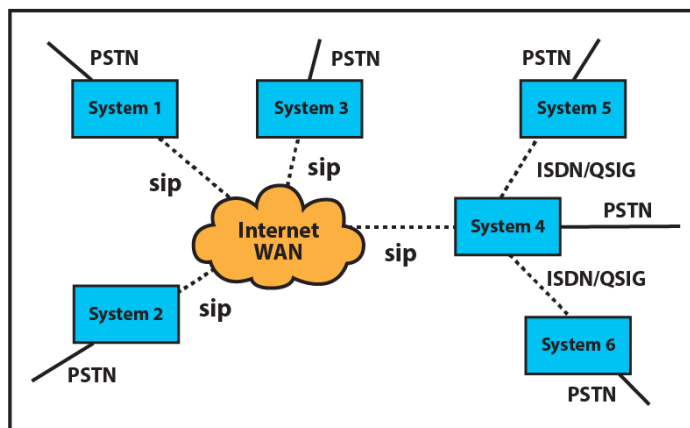 PSTN
PSTN
PSTN
System 1
System 3
System 5
sip
sip
ISDN/QSIG
Internet
WAN
System 4
PSTN
sip
ISDN/QSIG
System 2
sip
System 6
PSTN
PSTN